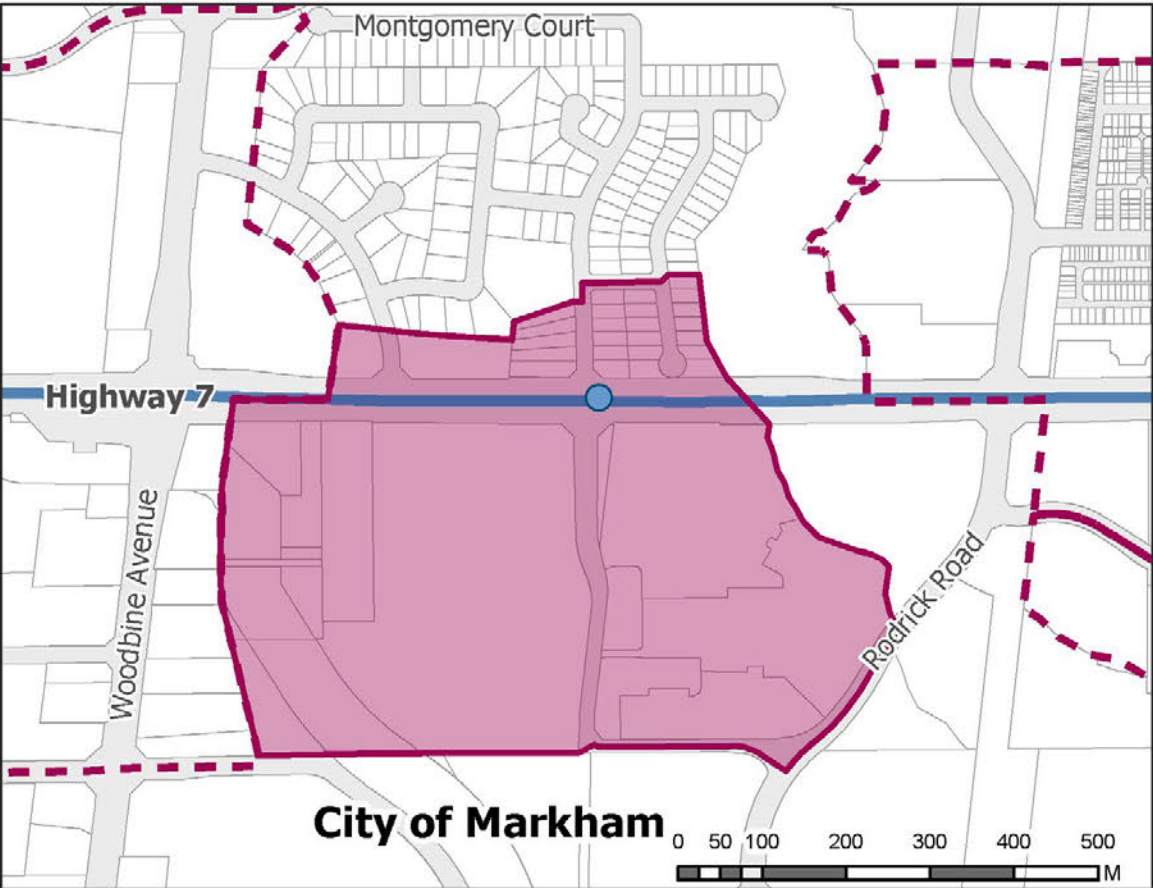 Montgomery Court
Highway 7
Woodbine Avenue
Rodrick Road
City of Markham
0 50 100 200 300 400 500
M